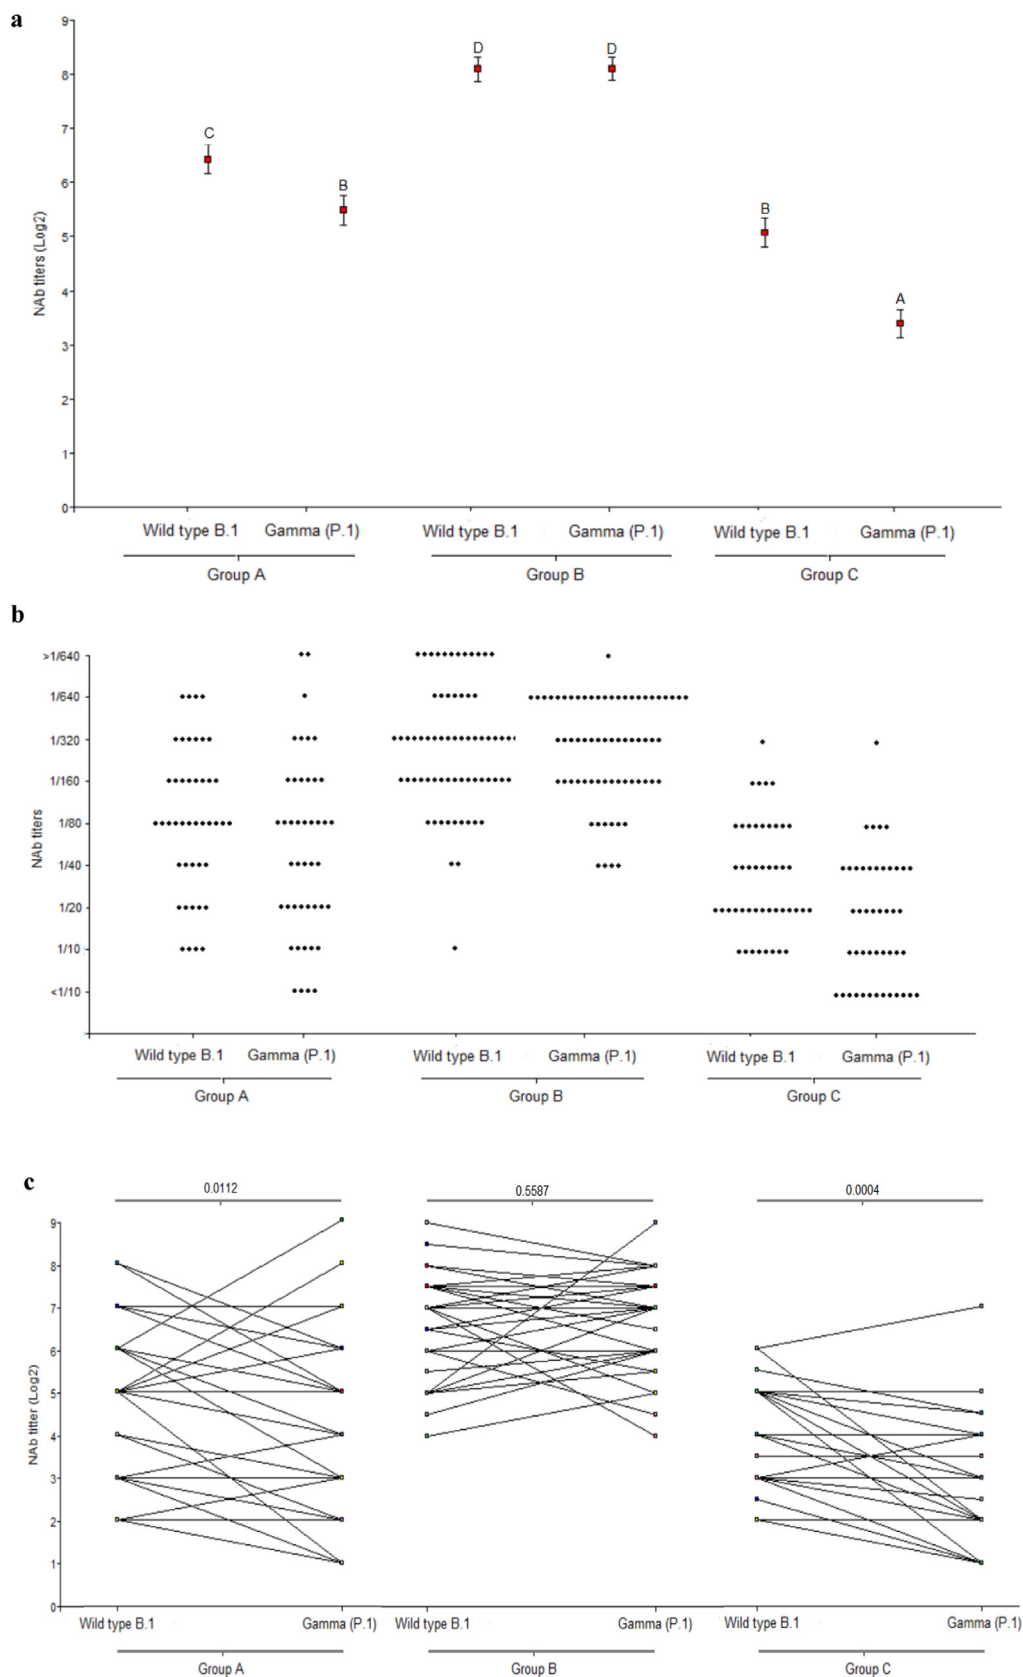 a
9
D D
8
C
7
B
6
B
5
A
4
3
2
1
0
NAb titers (Log2)
Wild type B.1 Gamma (P.1) Wild type B.1 Gamma (P.1) Wild type B.1 Gamma (P.1)
Group A Group B Group C
b
>1/640
1/640
1/320
1/160
1/80
1/40
1/20
1/10
<1/10
NAb titers
Wild type B.1 Gamma (P.1) Wild type B.1 Gamma (P.1) Wild type B.1 Gamma (P.1)
Group A Group B Group C
c
0.0112 0.5587 0.0004
9
8
7
6
5
4
3
2
1
0
NAb titter (Log2)
Wild type B.1 Gamma (P.1) Wild type B.1 Gamma (P.1) Wild type B.1 Gamma (P.1)
Group A Group B Group C